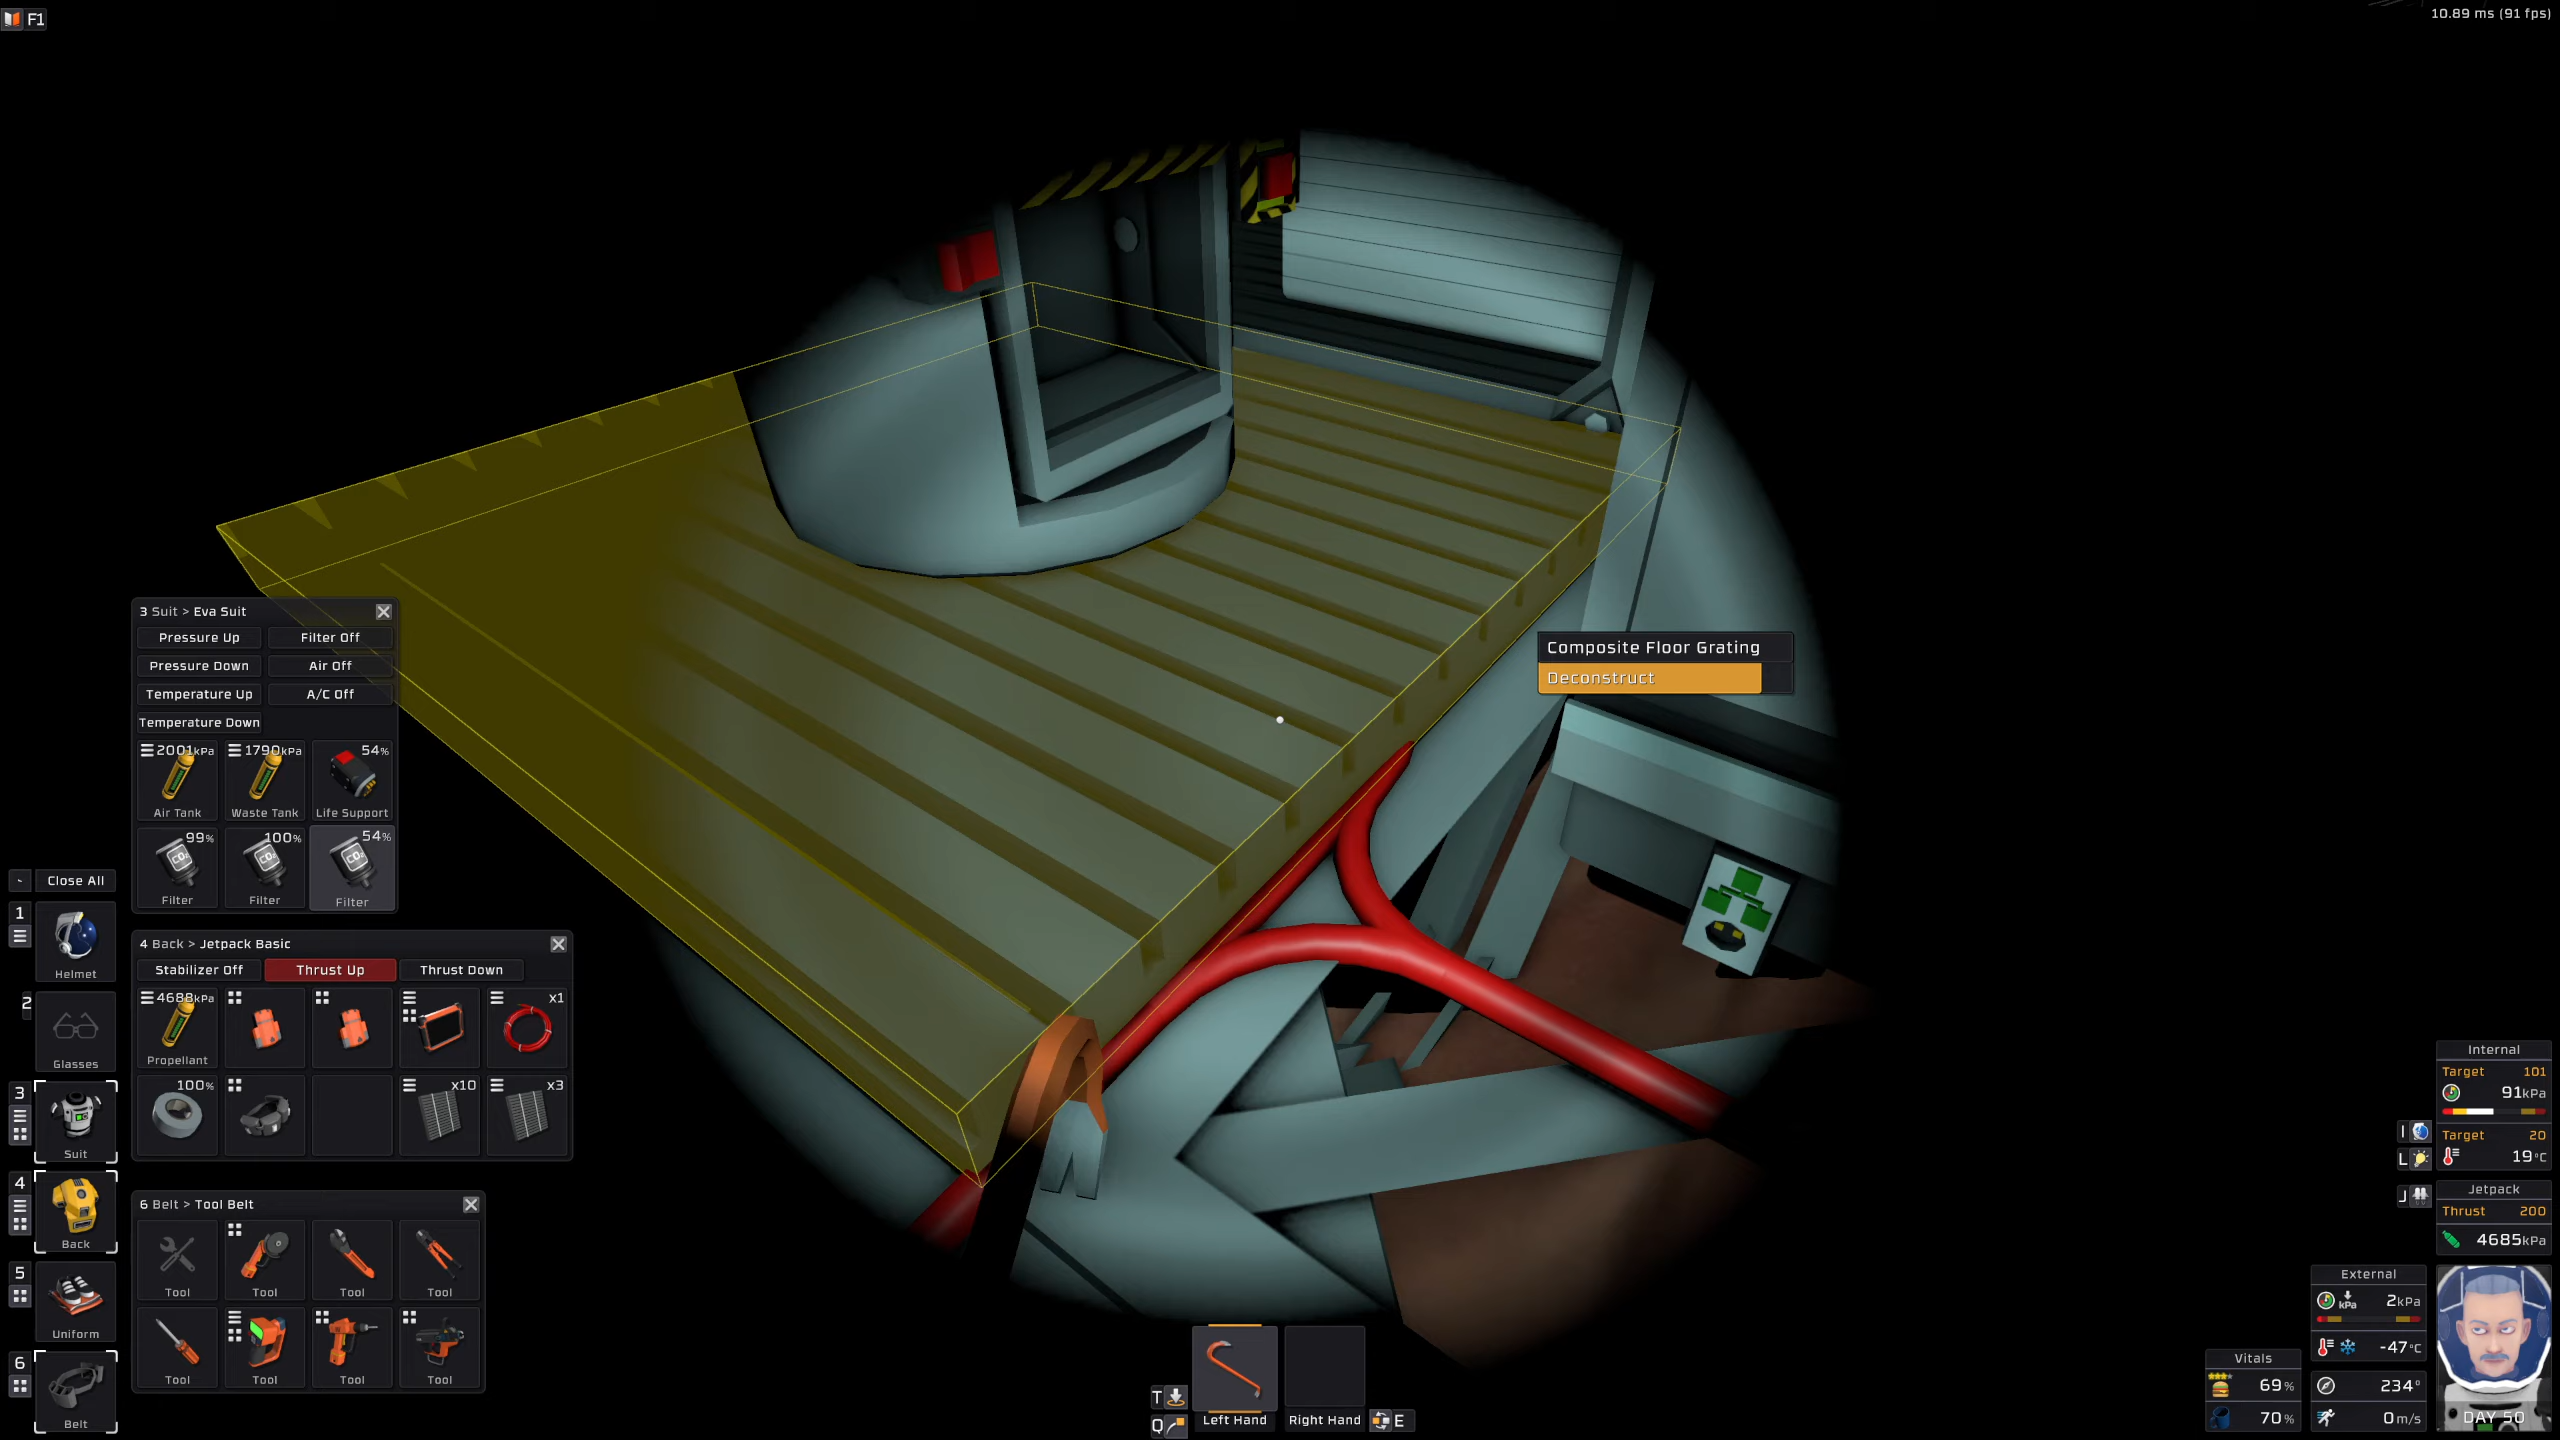 F1
10.89 ms (91 fps)
Composite Floor Grating
Deconstruct
3 Suit > Eva Suit
Pressure Up
Filter Off
Pressure Down
Air Off
Temperature Up
A/C Off
Temperature Down
2001kPa
1790kPa
54%
Air Tank
Waste Tank
Life Support
99%
100%
54%
CO₂
CO₂
CO₂
Filter
Filter
Filter
- Close All
1
Helmet
2
Glasses
3
Suit
4
Back
5
Uniform
6
Belt
4 Back > Jetpack Basic
Stabilizer Off
Thrust Up
Thrust Down
4688kPa
x1
Propellant
100%
x10
x3
6 Belt > Tool Belt
Tool
Tool
Tool
Tool
Tool
Tool
Tool
Tool
T
Q
Left Hand
Right Hand
E
Internal
Target 101
91kPa
I
Target 20
L
19°C
Jetpack
J
Thrust 200
4685kPa
External
kPa
2kPa
-47°C
Vitals
69%
234°
70%
0m/s
DAY 50